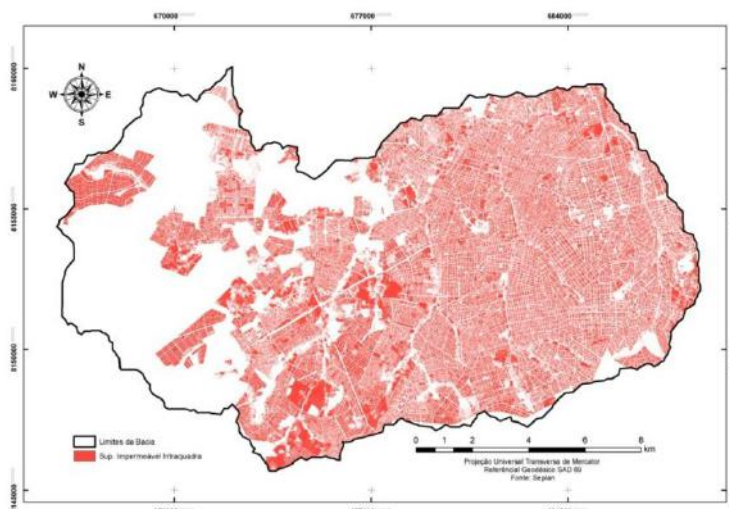 670000 677000 684000
8160000
N
W E
S
8155000
8150000
Limites da Bacia
Sup. Impermeável Intraquadra
0 1 2 4 6 8
km
Projeção Universal Transversa de Mercator
Referêncial Geodésico SAD 69
Fonte: Seplan